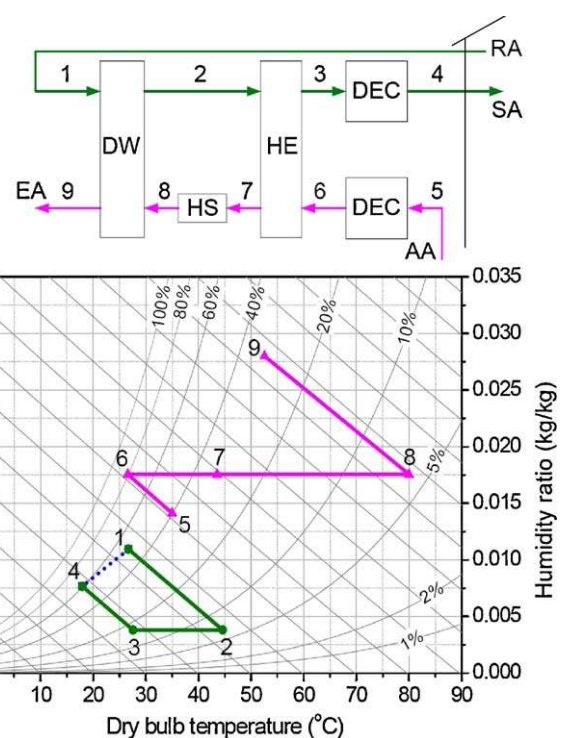 RA
1 2 3 DEC 4
SA
DW HE
EA 9 8 HS 7 6 DEC 5
AA
100% 80% 60% 40% 20% 10% 5% 2% 1%
0.035
0.030
0.025
0.020
0.015
0.010
0.005
0.000
Humidity ratio (kg/kg)
9
6 7 8
5
1
4
3 2
10 20 30 40 50 60 70 80 90
Dry bulb temperature (°C)